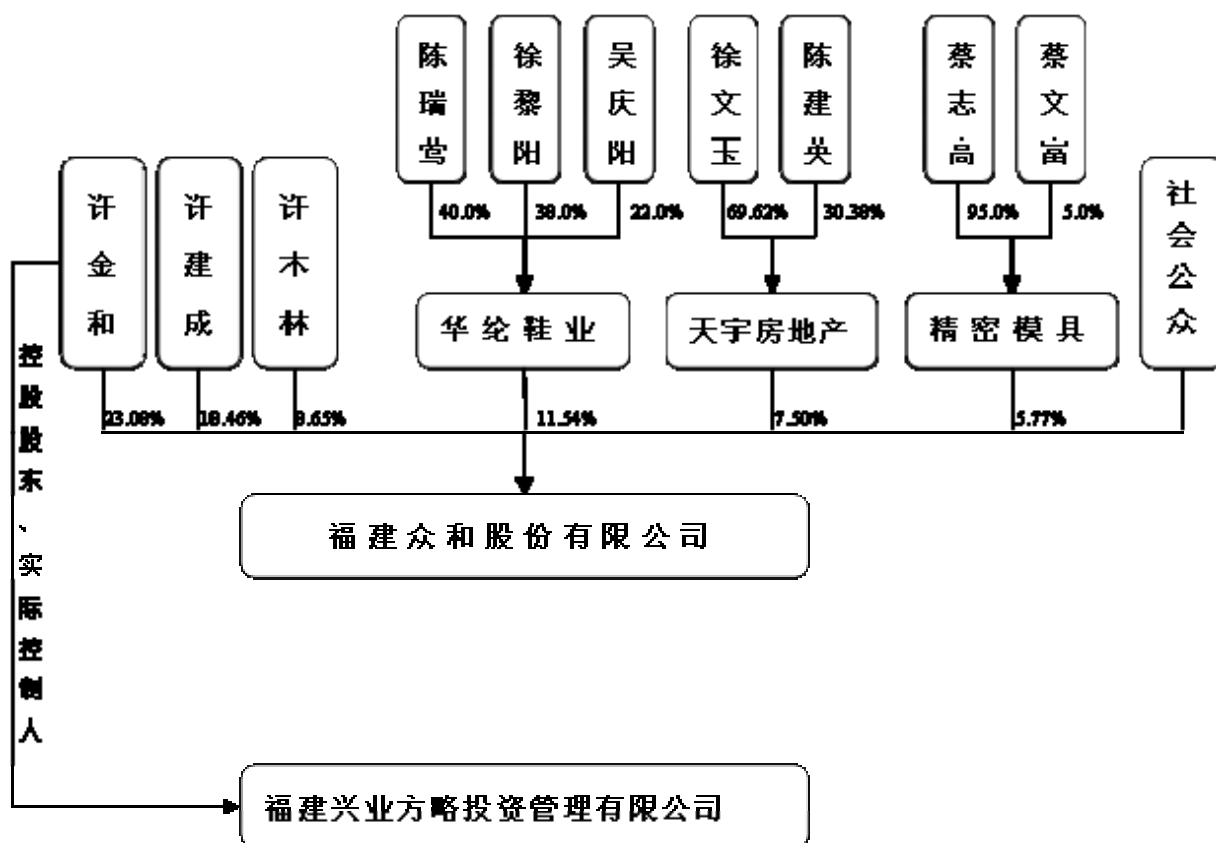 陈瑞莺
徐黎阳
吴庆阳
徐文玉
陈建英
蔡志高
蔡文富
40.0%
38.0%
22.0%
69.62%
30.38%
95.0%
5.0%
许金和
许建成
许木林
社会公众
华纶鞋业
天宇房地产
精密模具
23.08%
18.46%
8.65%
11.54%
7.50%
5.77%
控股股东、实际控制人
福建众和股份有限公司
福建兴业方略投资管理有限公司